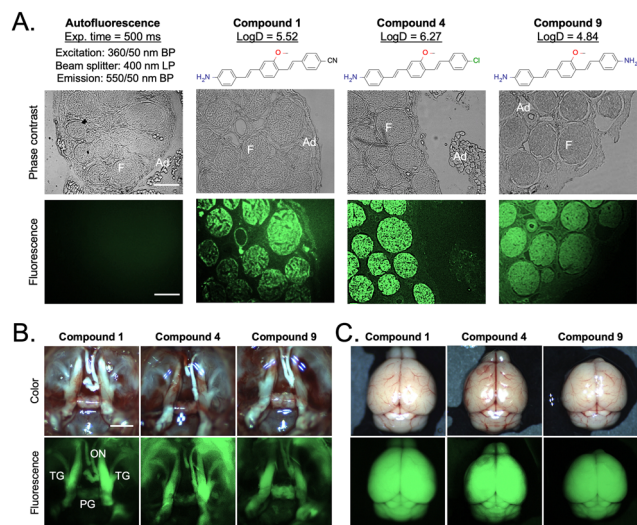 A.
Autofluorescence
Exp. time = 500 ms
Excitation: 360/50 nm BP
Beam splitter: 400 nm LP
Emission: 550/50 nm BP
Compound 1
LogD = 5.52
Compound 4
LogD = 6.27
Compound 9
LogD = 4.84
O
CN
H₂N
O
Cl
H₂N
O
NH₂
H₂N
Phase contrast
F
Ad
F
Ad
F
Ad
Ad
F
Fluorescence
B.
Compound 1
Compound 4
Compound 9
Color
Fluorescence
ON
TG
TG
PG
C.
Compound 1
Compound 4
Compound 9